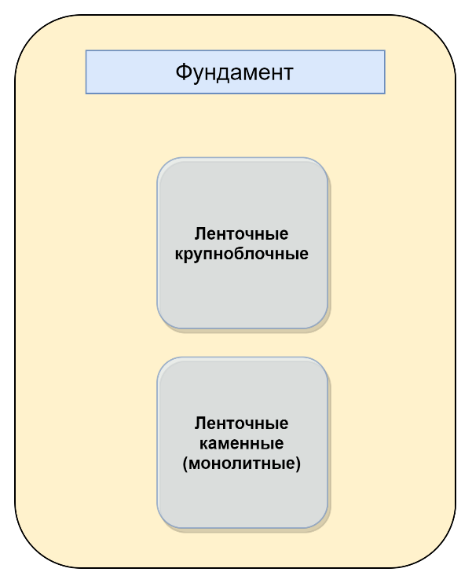 Фундамент
Ленточные
крупноблочные
Ленточные
каменные
(монолитные)